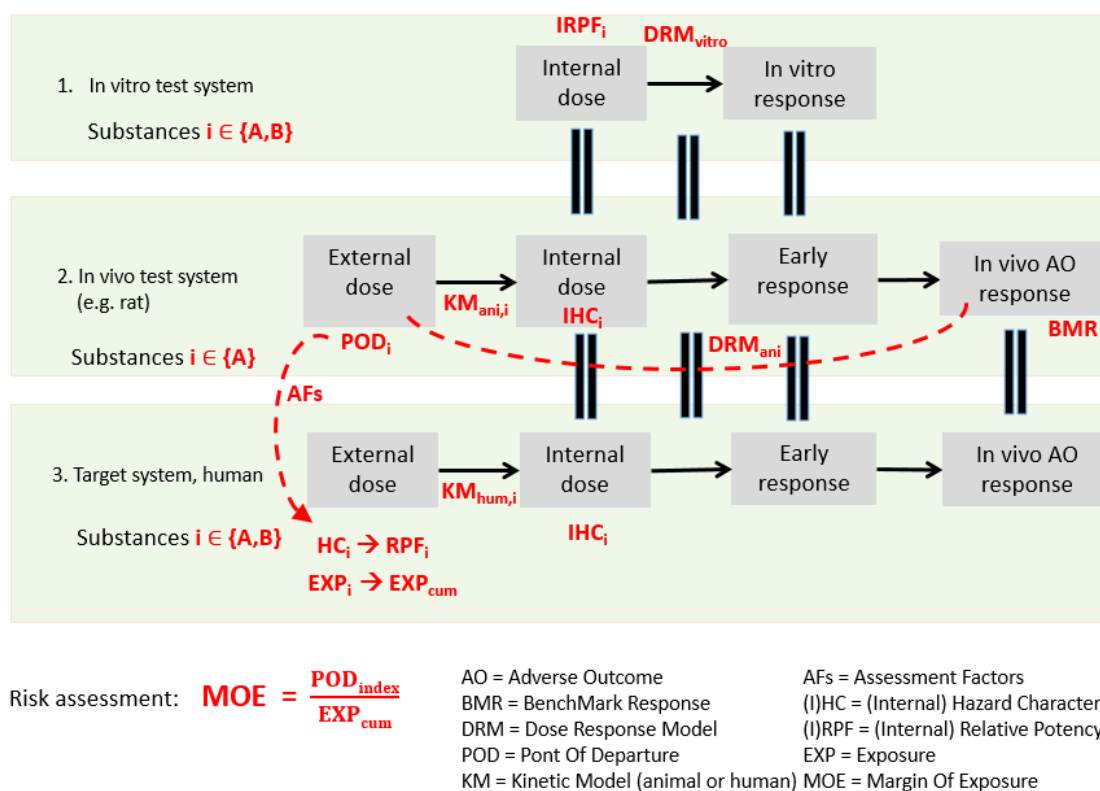 IRPFi
DRMvitro
1. In vitro test system
Internal
dose
In vitro
response
Substances i ∈ {A,B}
2. In vivo test system
(e.g. rat)
External
dose
Internal
dose
Early
response
In vivo AO
response
KMani,i
IHCi
BMR
Substances i ∈ {A}
PODi
DRMani
AFs
3. Target system, human
External
dose
Internal
dose
Early
response
In vivo AO
response
KMhum,i
Substances i ∈ {A,B}
IHCi
HCi → RPFi
EXPi → EXPcum
Risk assessment: MOE = PODindex
EXPcum
AO = Adverse Outcome
BMR = BenchMark Response
DRM = Dose Response Model
POD = Pont Of Departure
KM = Kinetic Model (animal or human)
AFs = Assessment Factors
(I)HC = (Internal) Hazard Character
(I)RPF = (Internal) Relative Potency
EXP = Exposure
MOE = Margin Of Exposure